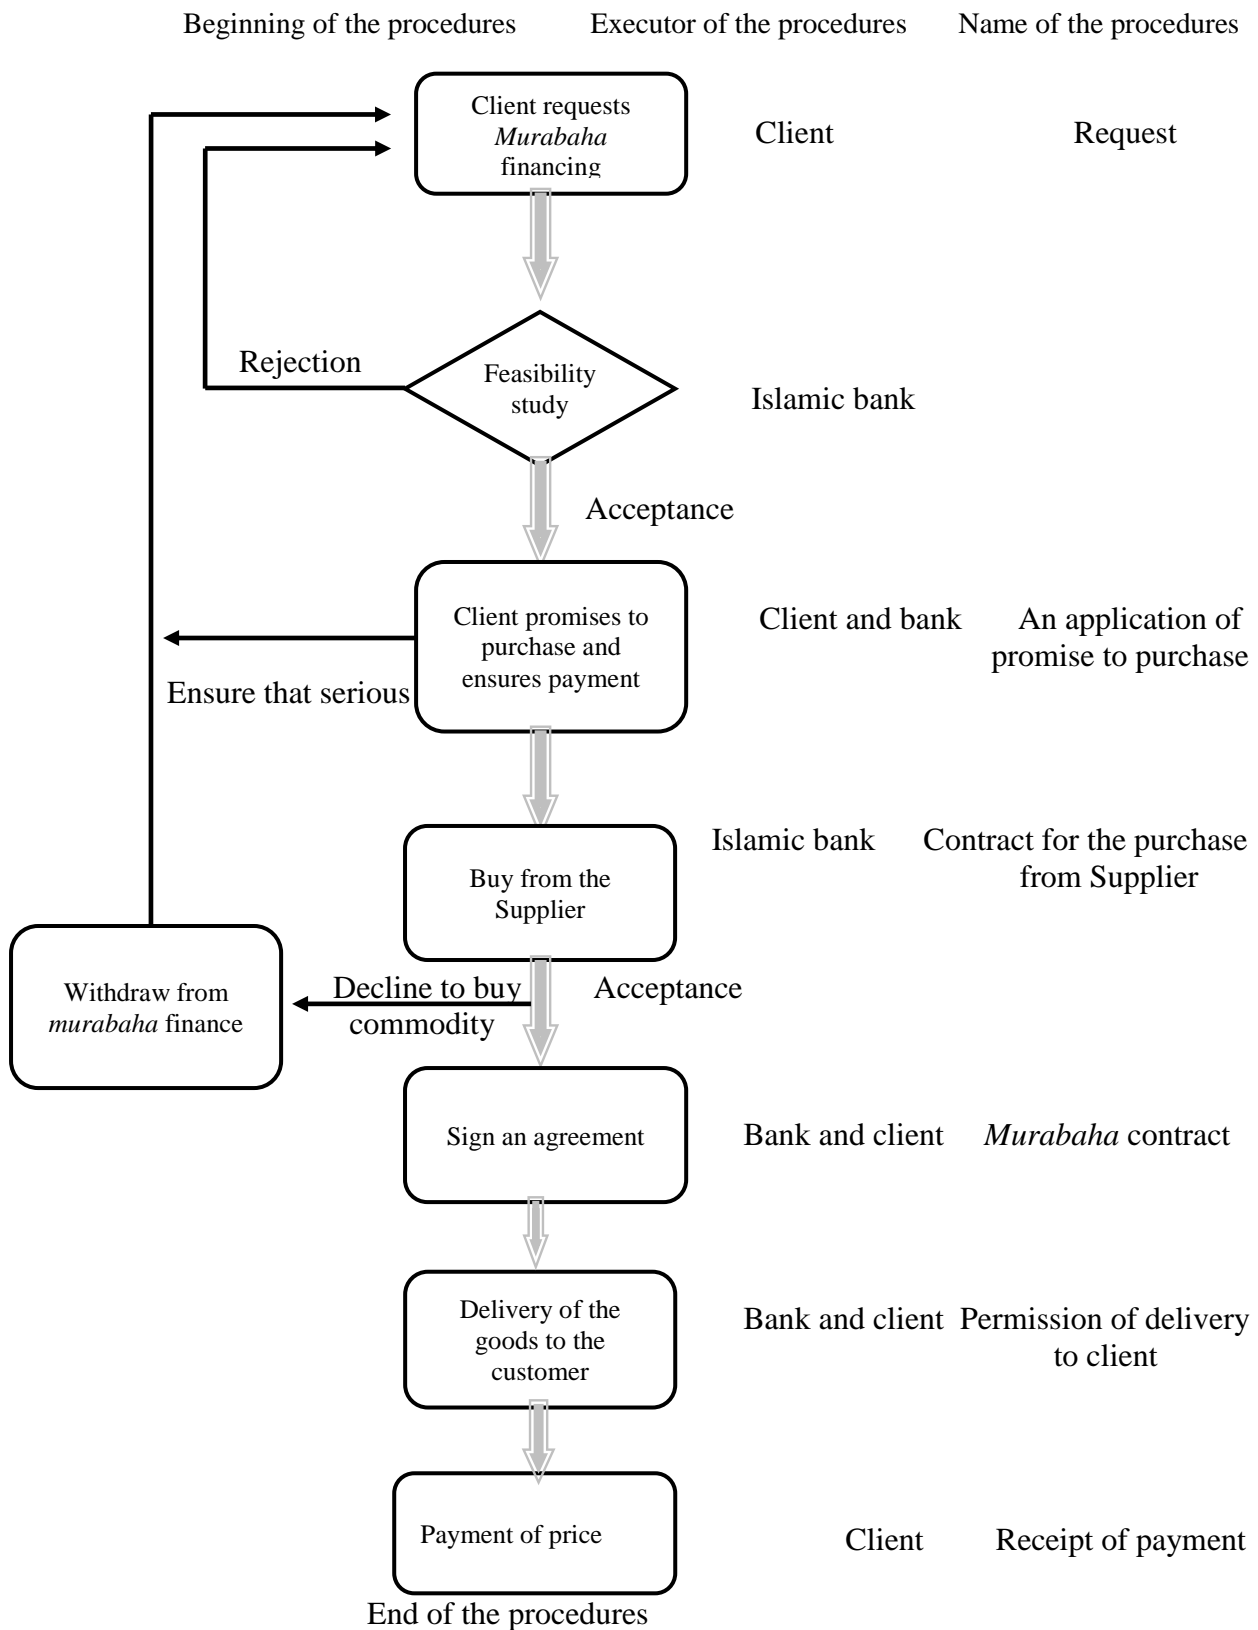 Beginning of the procedures Executor of the procedures Name of the procedures
Client requests
Murabaha
financing
Client
Request
Rejection
Feasibility
study
Islamic bank
Acceptance
Client promises to
purchase and
ensures payment
Client and bank
An application of
promise to purchase
Ensure that serious
Buy from the
Supplier
Islamic bank
Contract for the purchase
from Supplier
Withdraw from
murabaha finance
Decline to buy
commodity
Acceptance
Sign an agreement
Bank and client
Murabaha contract
Delivery of the
goods to the
customer
Bank and client
Permission of delivery
to client
Payment of price
Client
Receipt of payment
End of the procedures